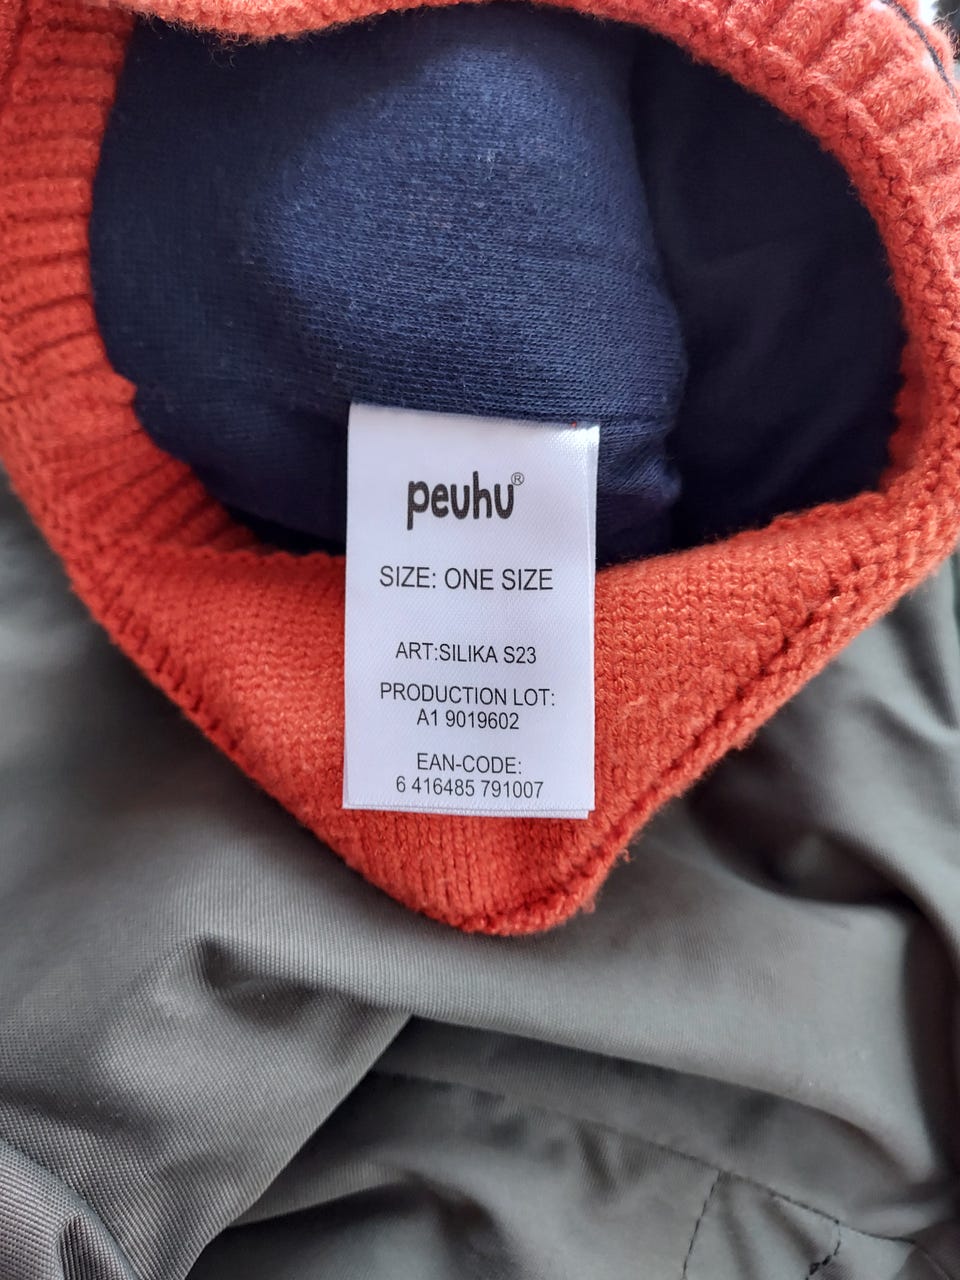 peuhu®
SIZE: ONE SIZE
ART:SILIKA S23
PRODUCTION LOT:
A1 9019602
EAN-CODE:
6 416485 791007